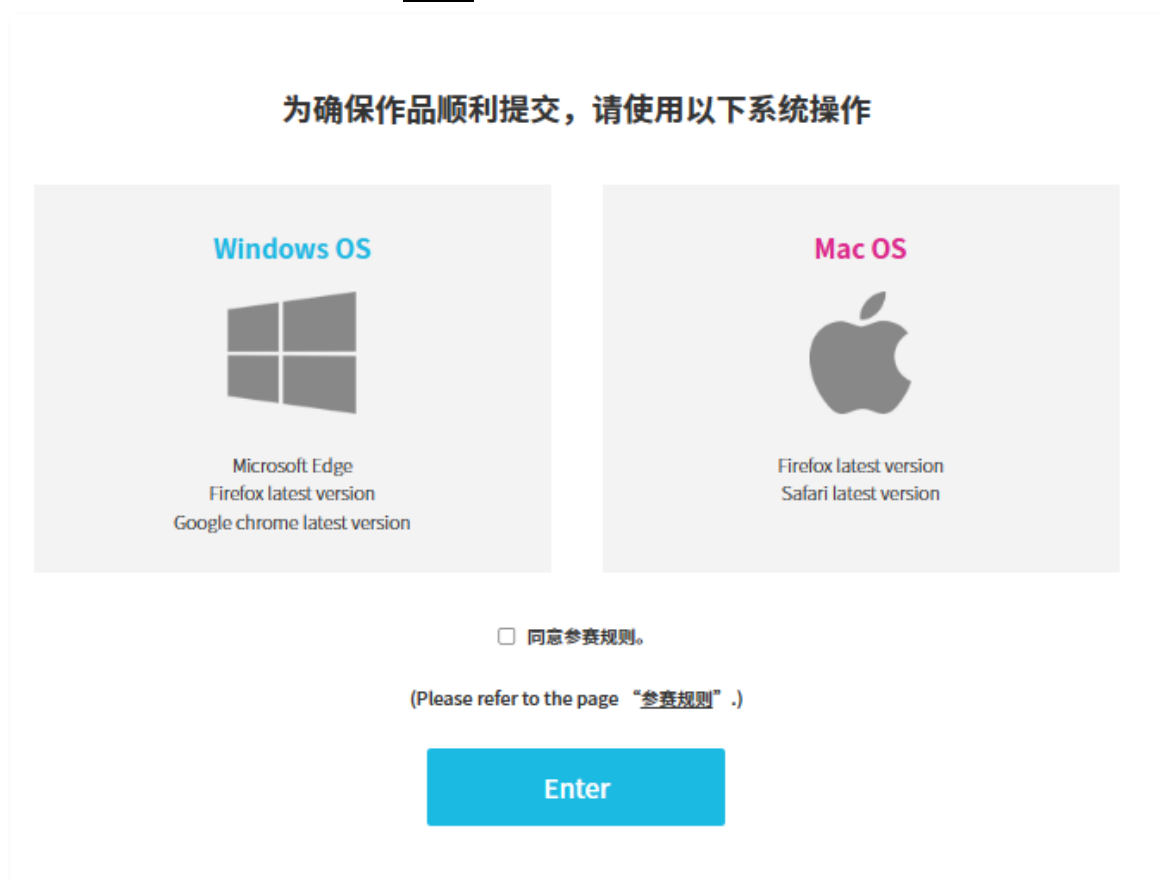 为确保作品顺利提交，请使用以下系统操作
Windows OS
Microsoft Edge
Firefox latest version
Google chrome latest version
Mac OS
Firefox latest version
Safari latest version
同意参赛规则。
(Please refer to the page “参赛规则”.)
Enter